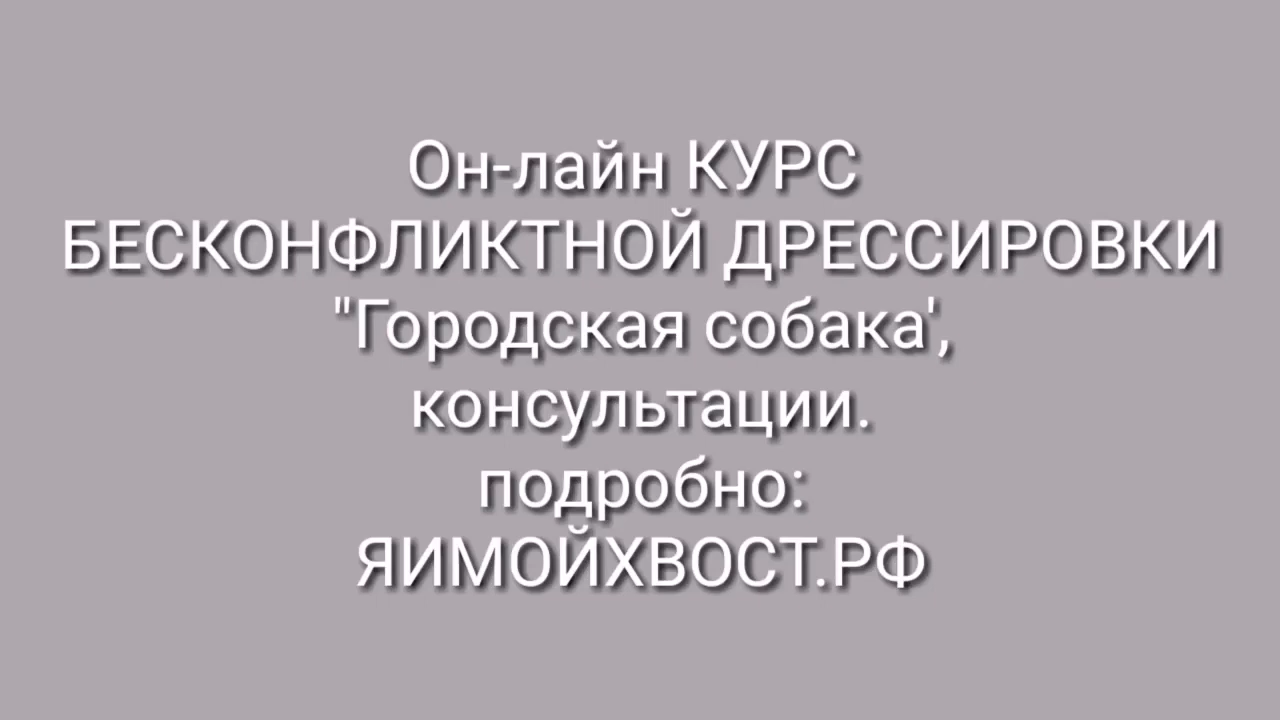 Он-лайн КУРС
БЕСКОНФЛИКТНОЙ ДРЕССИРОВКИ
"Городская собака',
консультации.
подробно:
ЯИМОЙХВОСТ.РФ